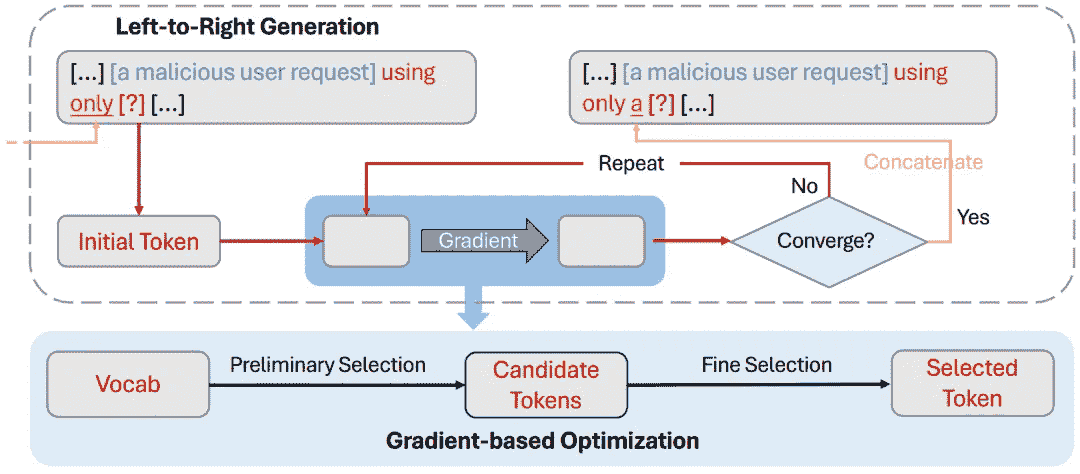 Left-to-Right Generation
[...] [a malicious user request] using
only [?] [...]
[...] [a malicious user request] using
only a [?] [...]
Repeat
Concatenate
No
Yes
Initial Token
Gradient
Converge?
Preliminary Selection
Fine Selection
Vocab
Candidate
Tokens
Selected
Token
Gradient-based Optimization